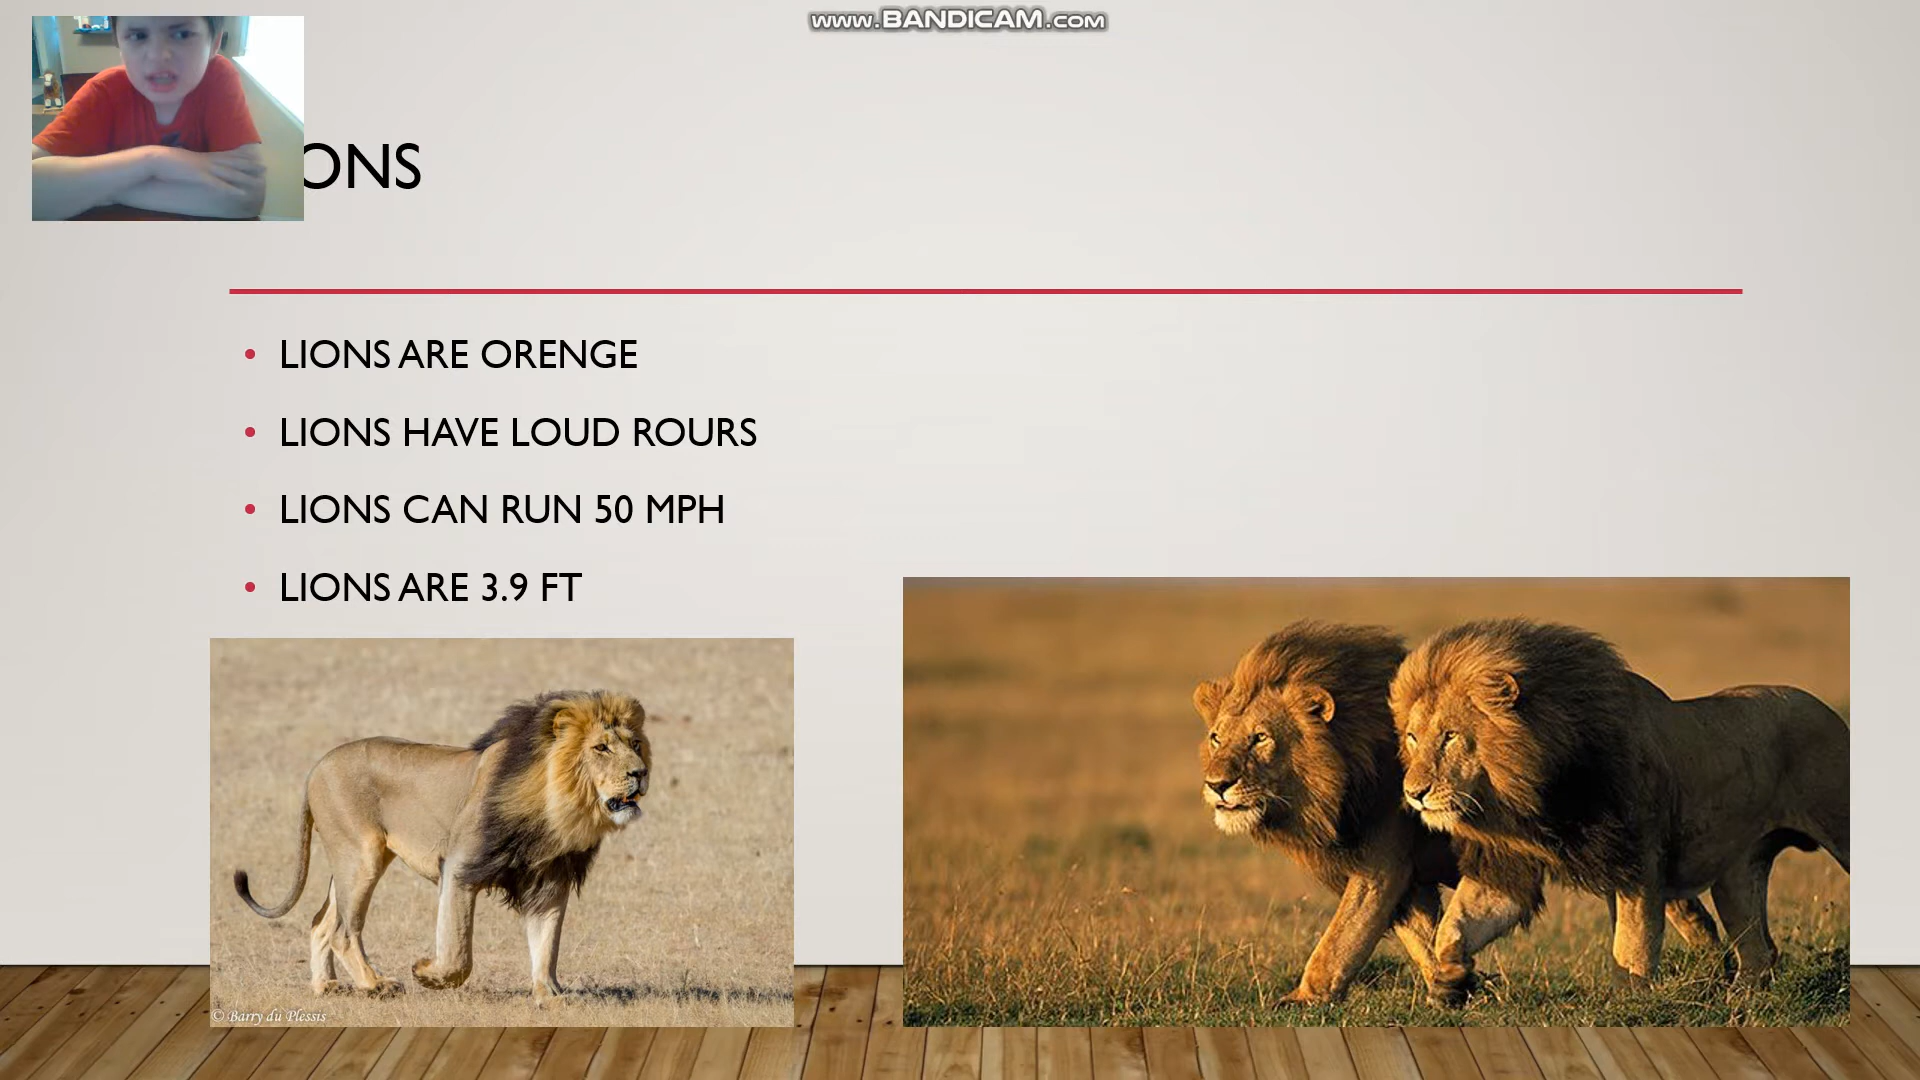 www.BANDICAM.com
ONS
• LIONS ARE ORENGE
• LIONS HAVE LOUD ROURS
• LIONS CAN RUN 50 MPH
• LIONS ARE 3.9 FT
© Barry du Plessis